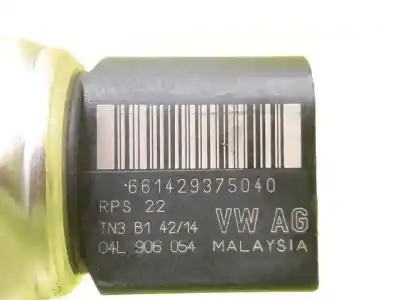 661429375040
RPS 22
TN3 B1 42/14 VW AG
04L 906 054 MALAYSIA